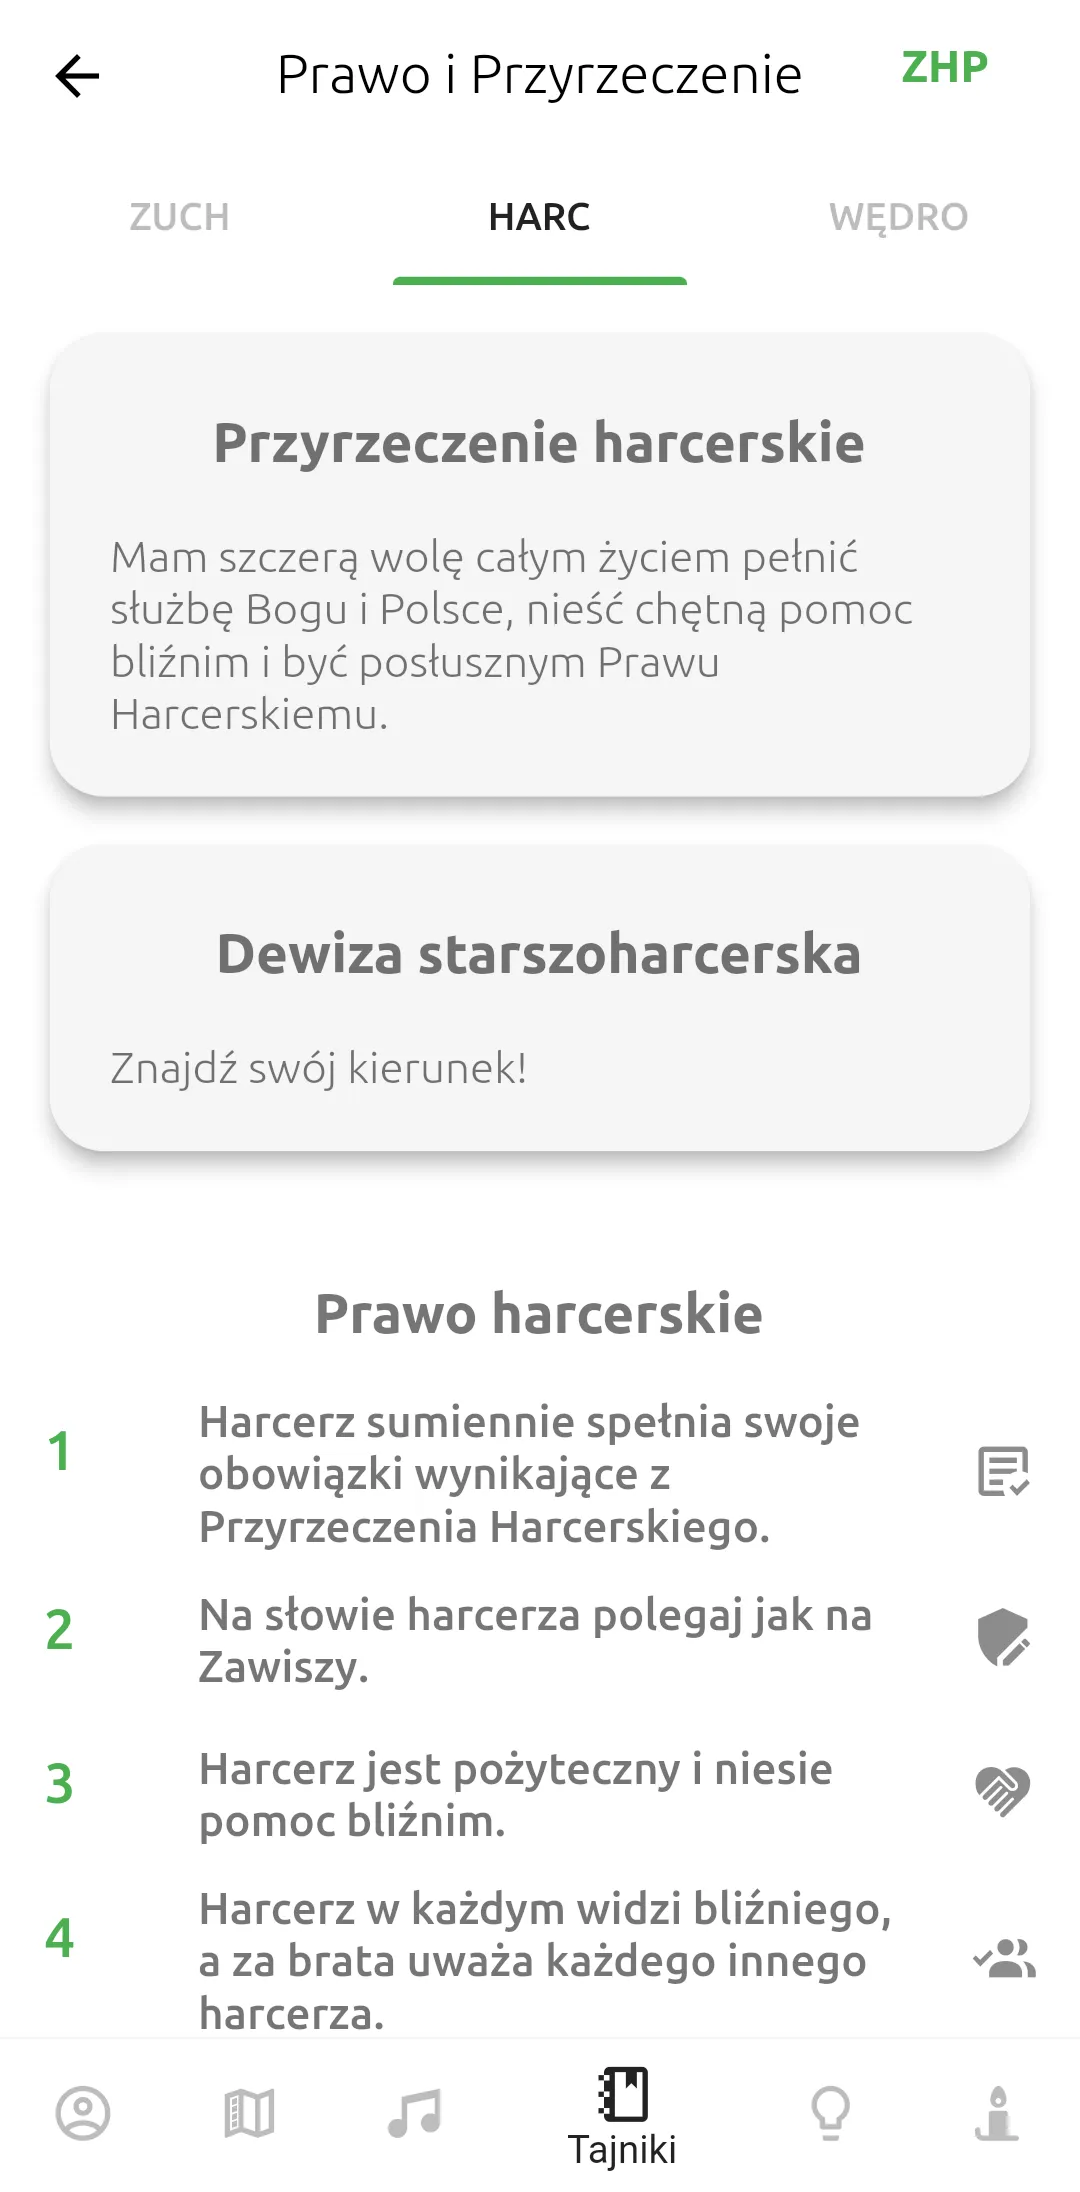 Prawo i Przyrzeczenie
ZHP
ZUCH
HARC
WĘDRO
Przyrzeczenie harcerskie
Mam szczerą wolę całym życiem pełnić
służbę Bogu i Polsce, nieść chętną pomoc
bliźnim i być posłusznym Prawu
Harcerskiemu.
Dewiza starszoharcerska
Znajdź swój kierunek!
Prawo harcerskie
1
Harcerz sumiennie spełnia swoje
obowiązki wynikające z
Przyrzeczenia Harcerskiego.
2
Na słowie harcerza polegaj jak na
Zawiszy.
3
Harcerz jest pożyteczny i niesie
pomoc bliźnim.
4
Harcerz w każdym widzi bliźniego,
a za brata uważa każdego innego
harcerza.
Tajniki